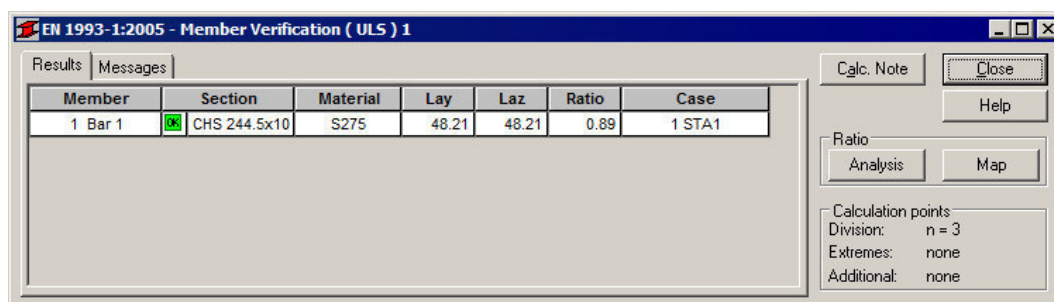 EN 1993-1:2005 - Member Verification ( ULS ) 1
Results Messages
Member Section Material Lay Laz Ratio Case
1 Bar 1 OK CHS 244.5x10 S275 48.21 48.21 0.89 1 STA1
Calc. Note Close
Help
Ratio
Analysis Map
Calculation points
Division: n = 3
Extremes: none
Additional: none